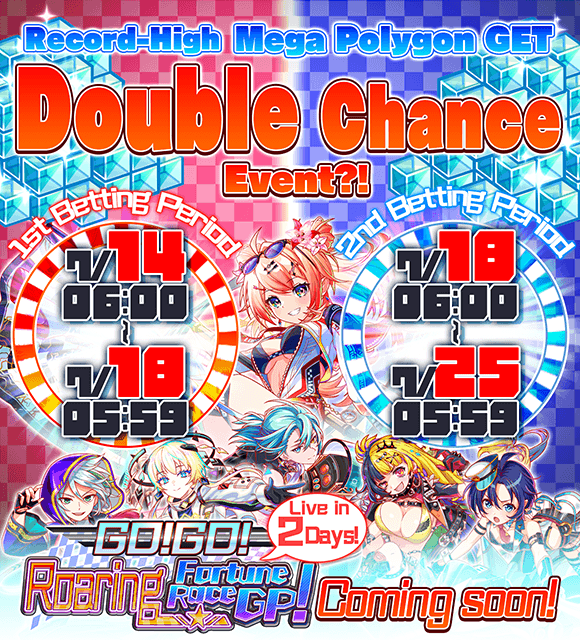 Record-High Mega Polygon GET
Double Chance
Event?!
1st Betting Period
7/14
06:00
~
7/18
05:59
2nd Betting Period
7/18
06:00
~
7/25
05:59
GO!GO!
Live in
2Days!
Roaring Fortune Race GP!
Coming soon!